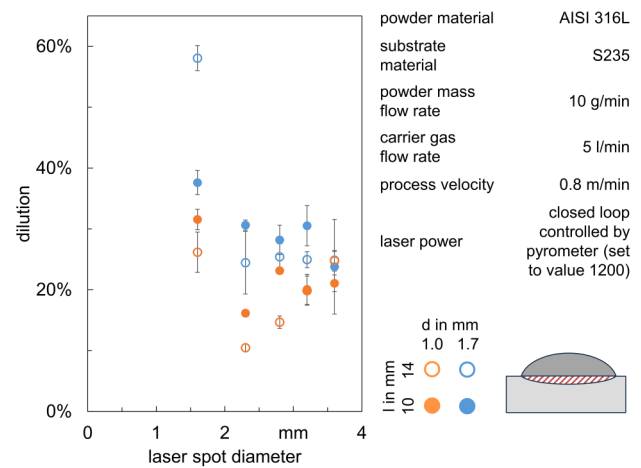 60%
40%
20%
0%
dilution
0 1 2 mm 4
laser spot diameter
powder material AISI 316L
substrate
material S235
powder mass
flow rate 10 g/min
carrier gas
flow rate 5 l/min
process velocity 0.8 m/min
laser power closed loop
controlled by
pyrometer (set
to value 1200)
d in mm
1.0 1.7
l in mm
14
10